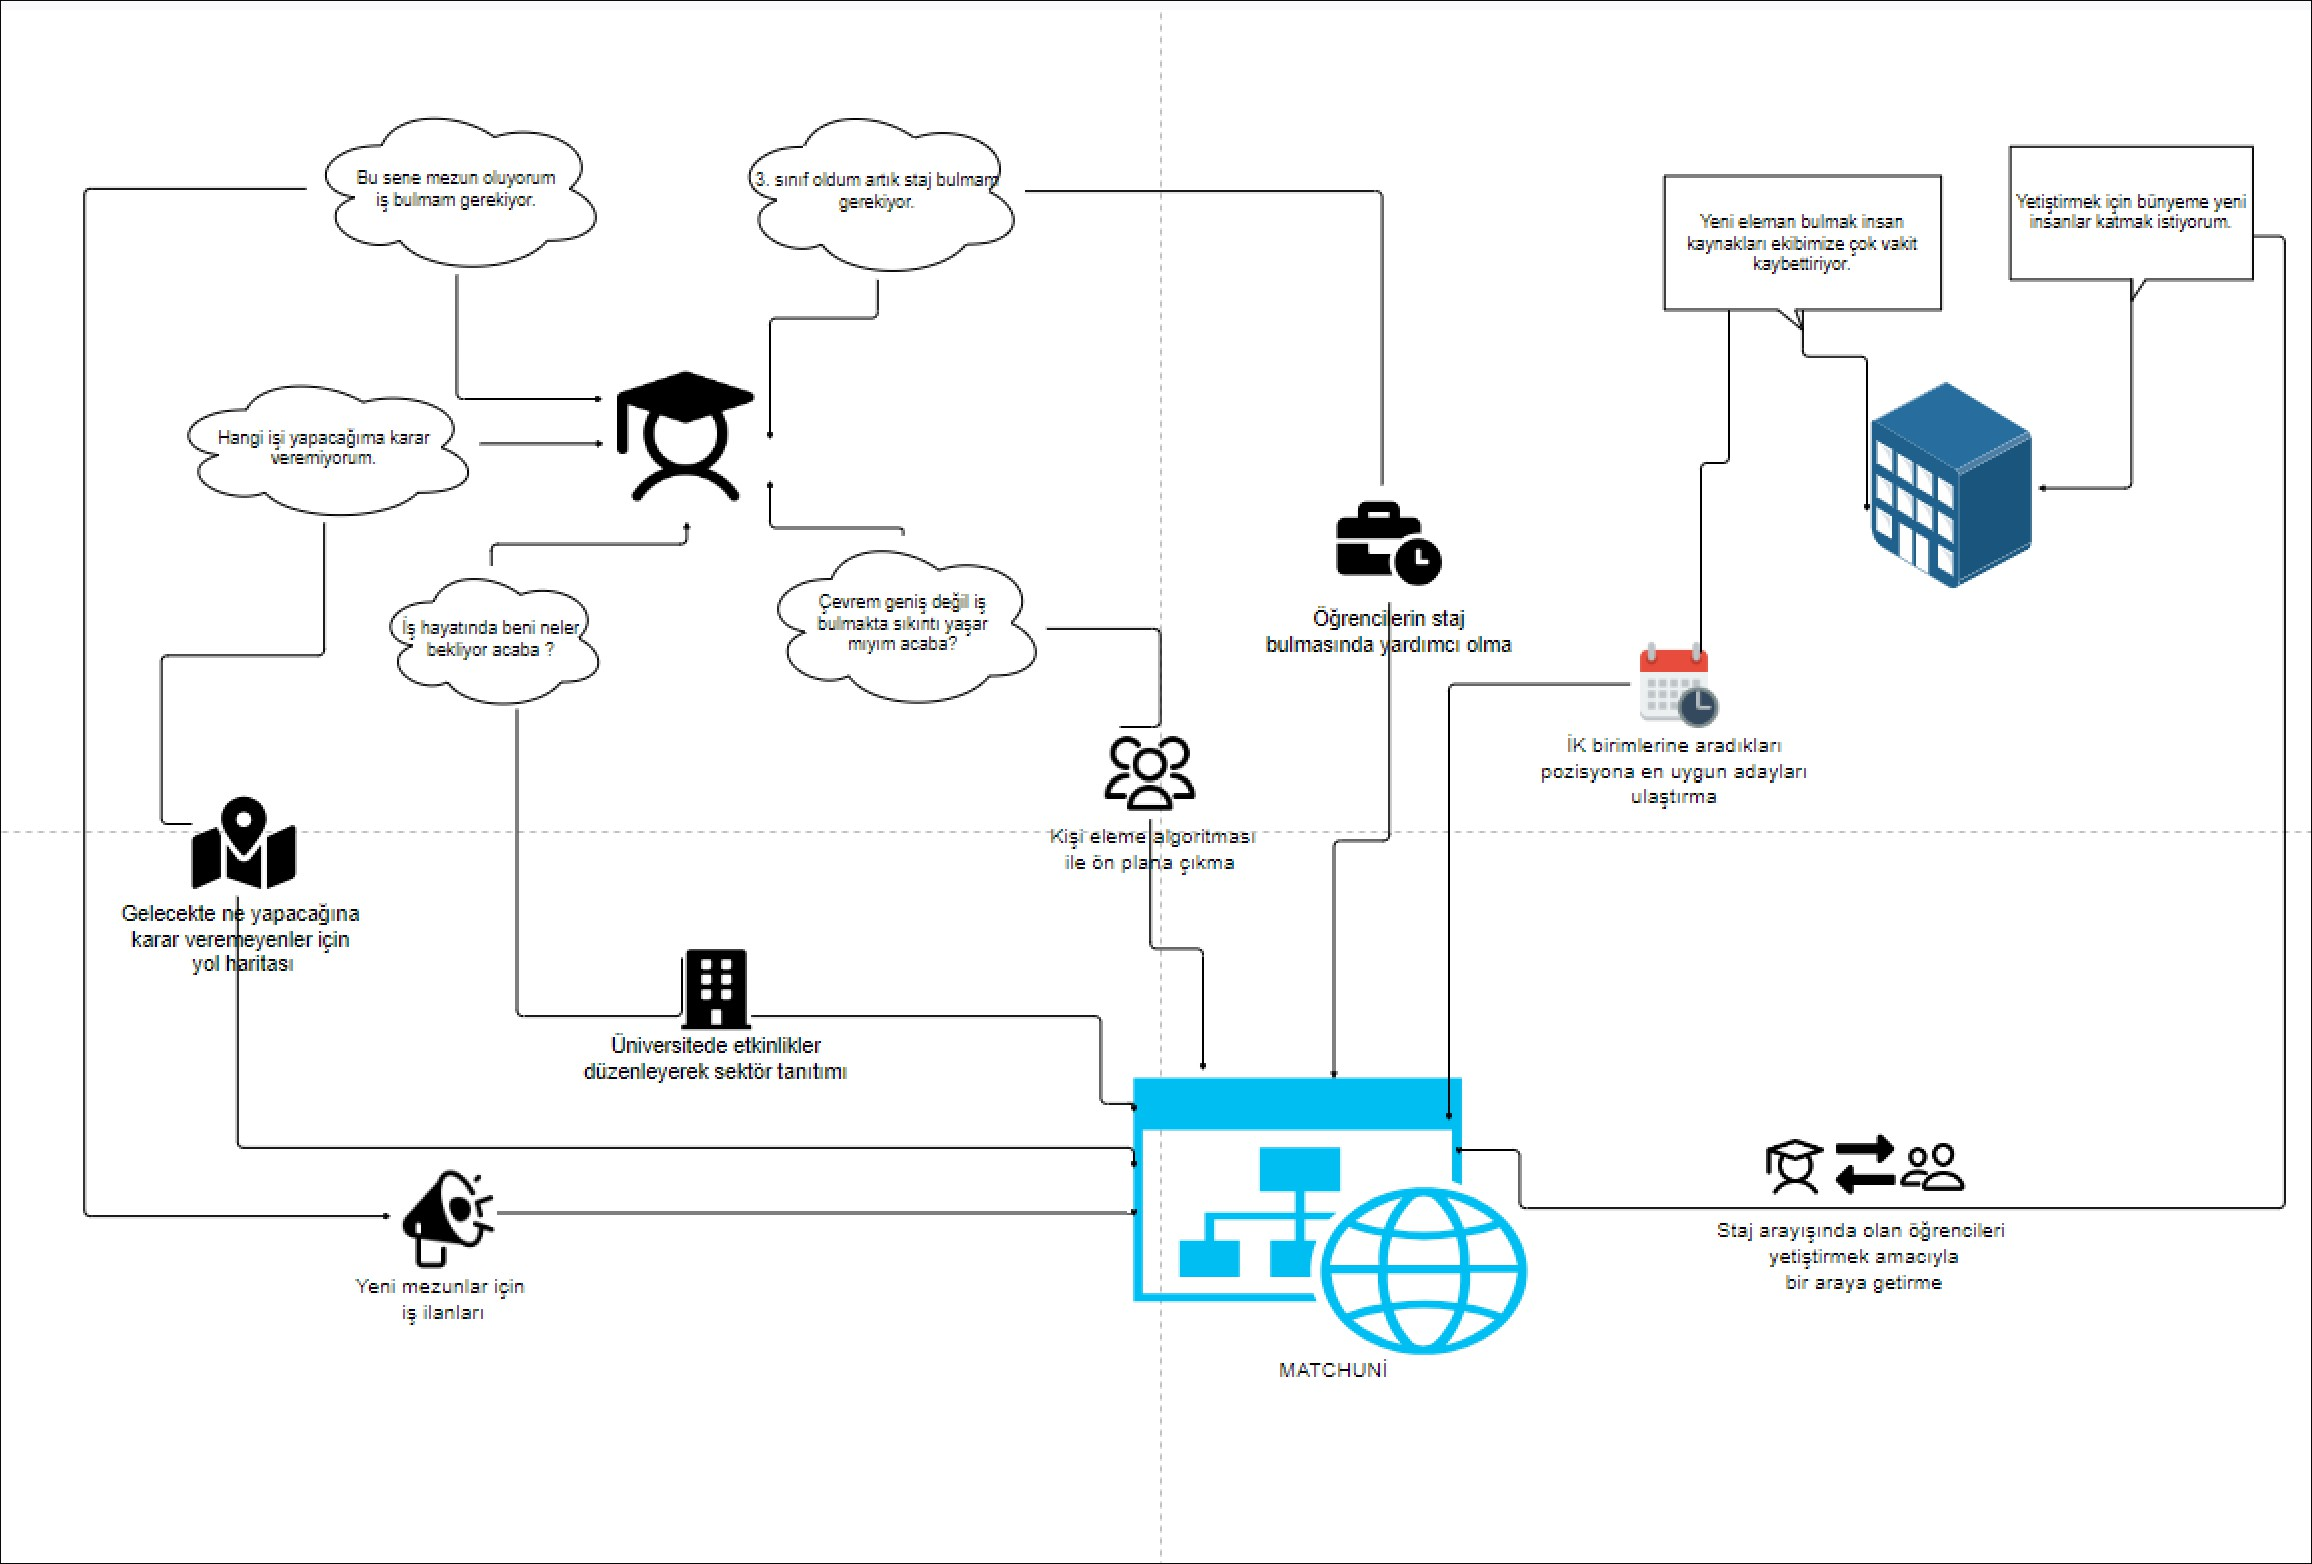 Bu sene mezun oluyorum
iş bulmam gerekiyor.
3. sınıf oldum artık staj bulmam
gerekiyor.
Yeni eleman bulmak insan
kaynakları ekibimize çok vakit
kaybettiriyor.
Yetiştirmek için bünyeme yeni
insanlar katmak istiyorum.
Hangi işi yapacağıma karar
veremiyorum.
İş hayatında beni neler
bekliyor acaba ?
Çevrem geniş değil iş
bulmakta sıkıntı yaşar
mıyım acaba?
Öğrencilerin staj
bulmasında yardımcı olma
İK birimlerine aradıkları
pozisyona en uygun adayları
ulaştırma
Kişi eleme algoritması
ile ön plana çıkma
Gelecekte ne yapacağına
karar veremeyenler için
yol haritası
Üniversitede etkinlikler
düzenleyerek sektör tanıtımı
Yeni mezunlar için
iş ilanları
Staj arayışında olan öğrencileri
yetiştirmek amacıyla
bir araya getirme
MATCHUNİ